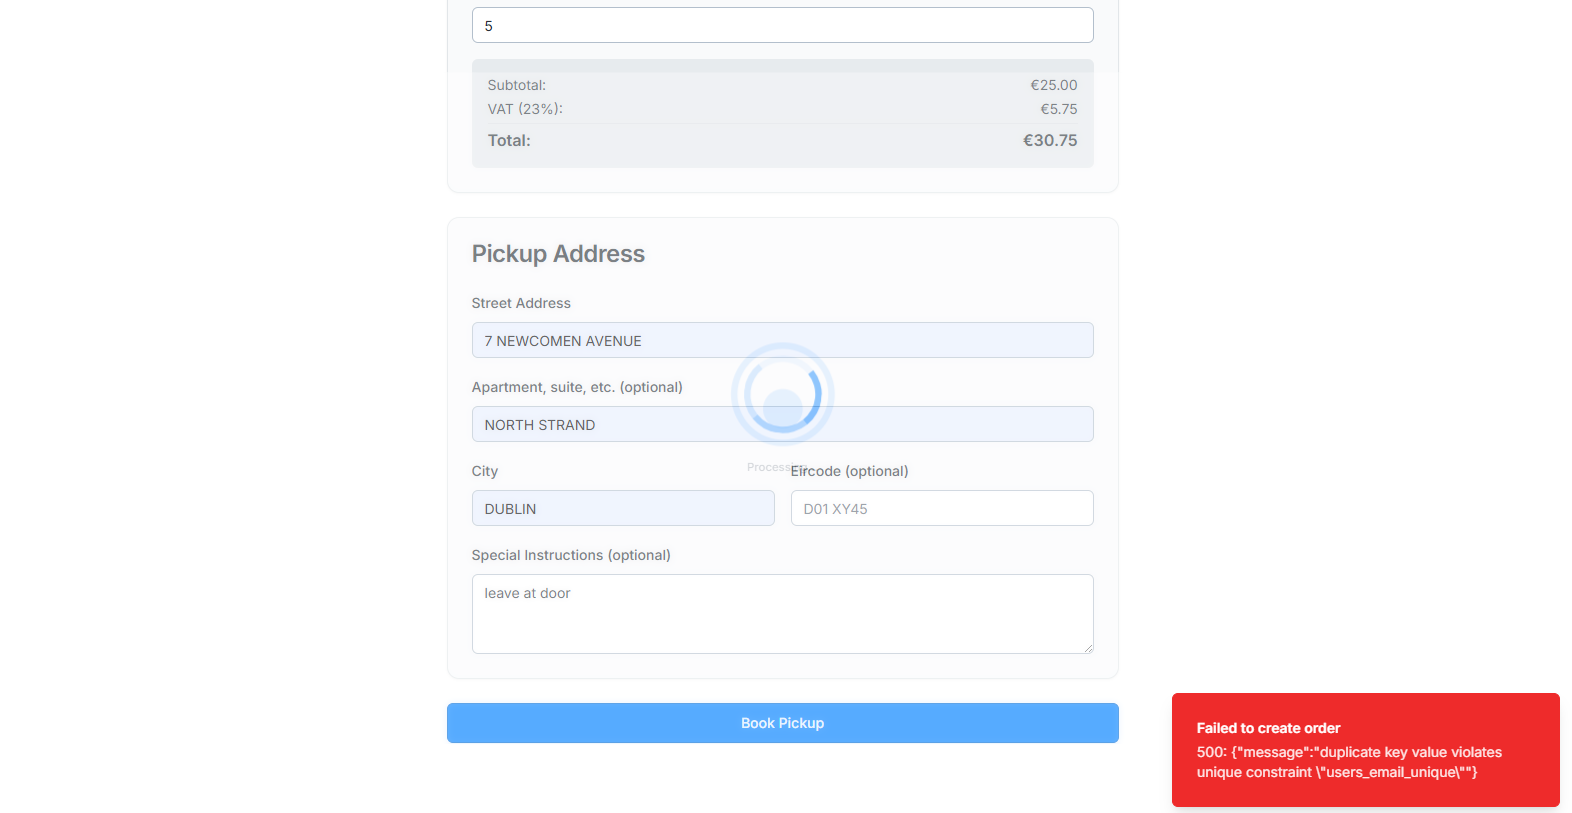 5
Subtotal: €25.00
VAT (23%): €5.75
Total: €30.75
Pickup Address
Street Address
7 NEWCOMEN AVENUE
Apartment, suite, etc. (optional)
NORTH STRAND
City
Eircode (optional)
DUBLIN
D01 XY45
Special Instructions (optional)
leave at door
Book Pickup
Failed to create order
500: {"message":"duplicate key value violates
unique constraint \"users_email_unique\""}